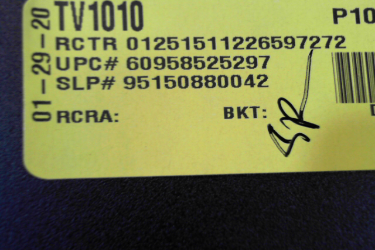 01-29-20
TV1010 P10
RCTR 01251511226597272
UPC# 60958525297
SLP# 95150880042
RCRA: BKT: